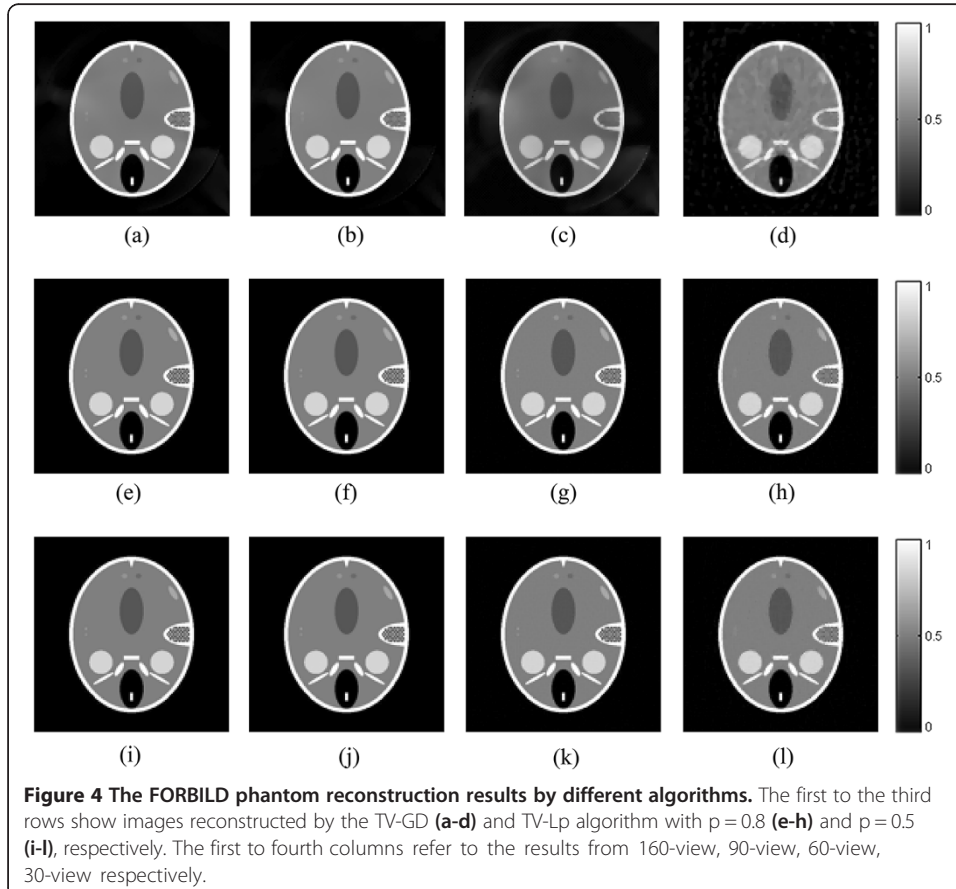 1
0.5
0
(a) (b) (c) (d)
1
0.5
0
(e) (f) (g) (h)
1
0.5
0
(i) (j) (k) (l)
Figure 4 The FORBILD phantom reconstruction results by different algorithms. The first to the third
rows show images reconstructed by the TV-GD (a-d) and TV-Lp algorithm with p = 0.8 (e-h) and p = 0.5
(i-l), respectively. The first to fourth columns refer to the results from 160-view, 90-view, 60-view,
30-view respectively.